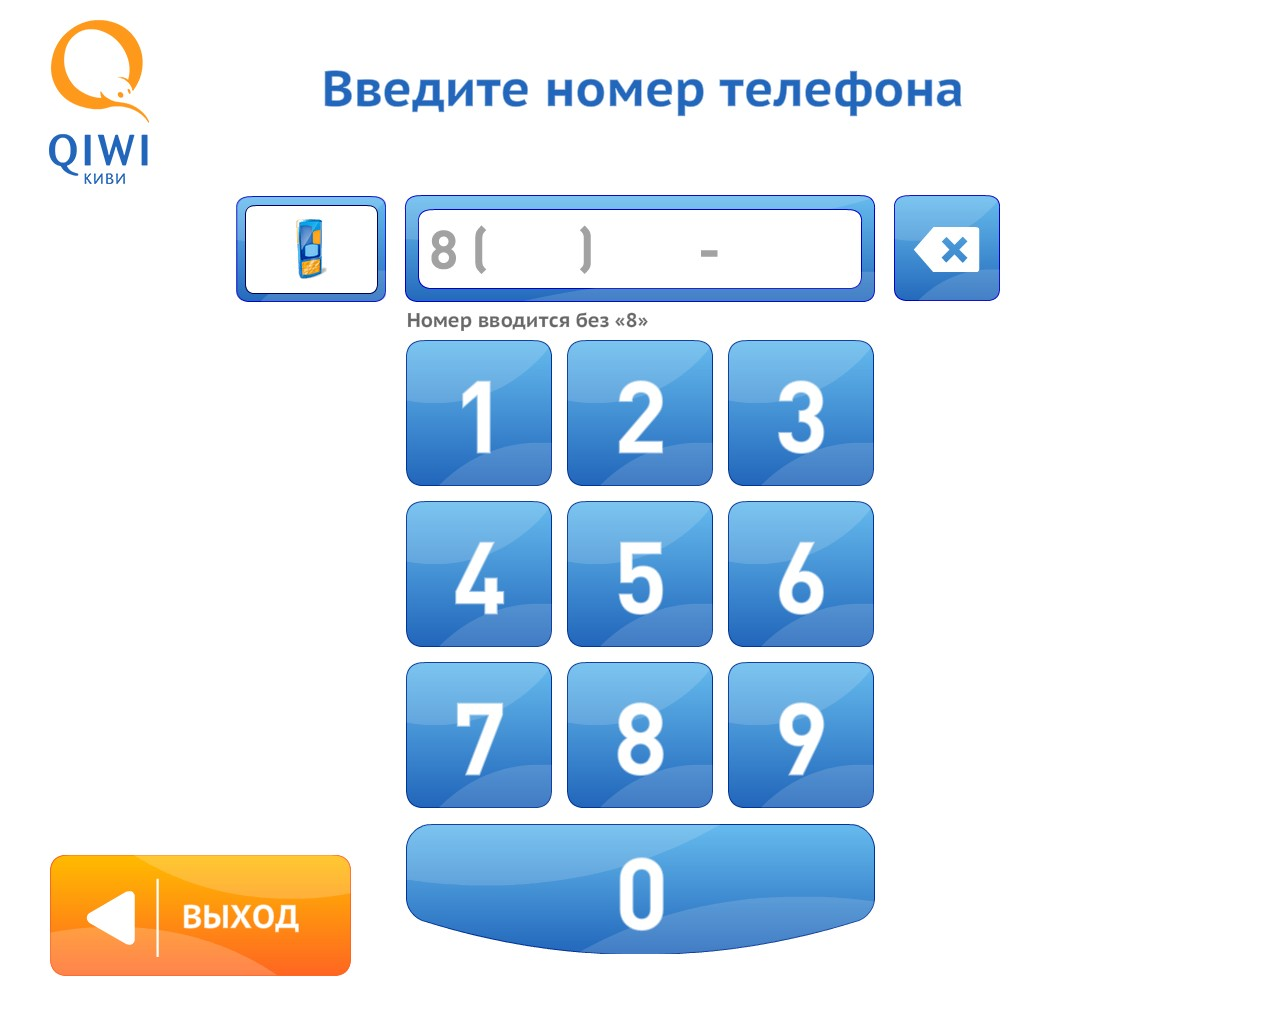 QIWI
КИВИ
Введите номер телефона
8 (   )   -
Номер вводится без «8»
1 2 3
4 5 6
7 8 9
0
ВЫХОД